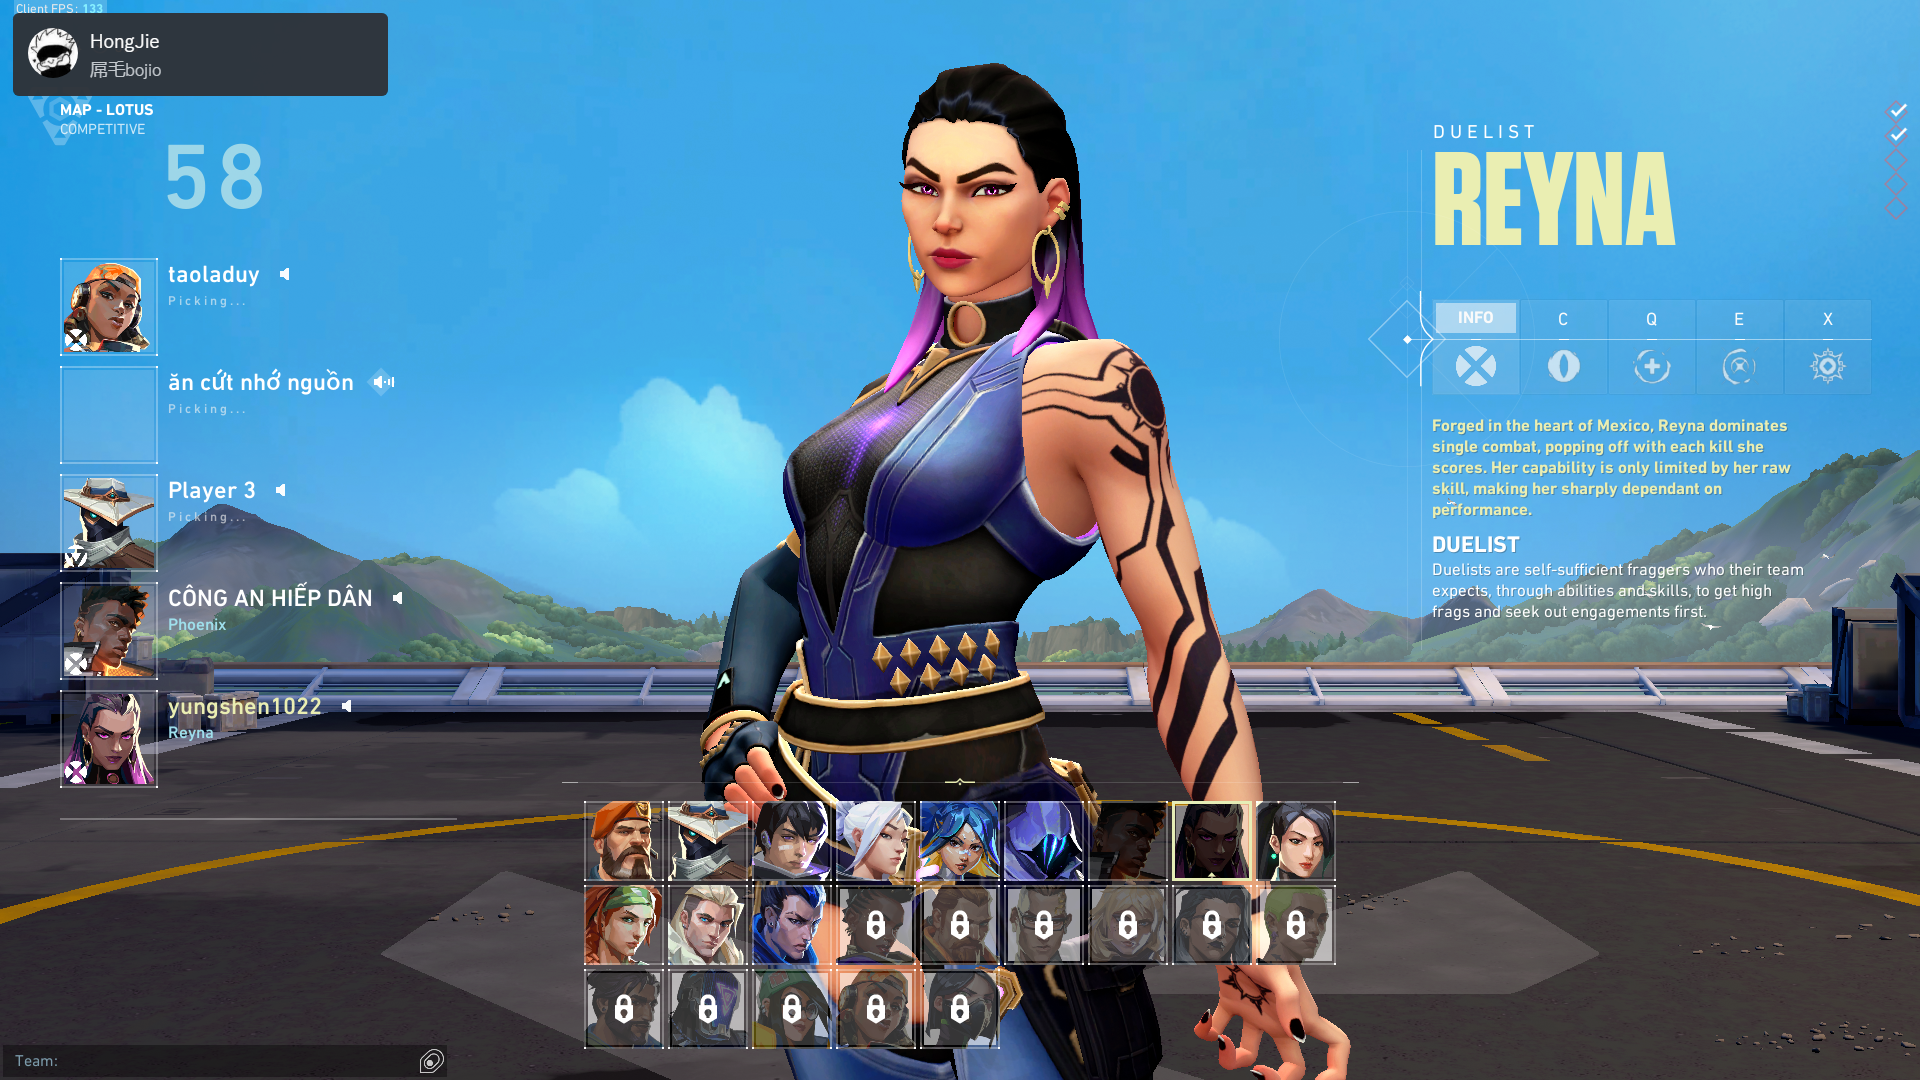 Client FPS: 133
HongJie
屌毛bojio
MAP - LOTUS
COMPETITIVE
58
taoladuy
Picking...
ăn cứt nhớ nguồn
Picking...
Player 3
Picking...
CÔNG AN HIẾP DÂN
Phoenix
yungshen1022
Reyna
DUELIST
REYNA
INFO C Q E X
Forged in the heart of Mexico, Reyna dominates
single combat, popping off with each kill she
scores. Her capability is only limited by her raw
skill, making her sharply dependant on
performance.
DUELIST
Duelists are self-sufficient fraggers who their team
expects, through abilities and skills, to get high
frags and seek out engagements first.
Team: